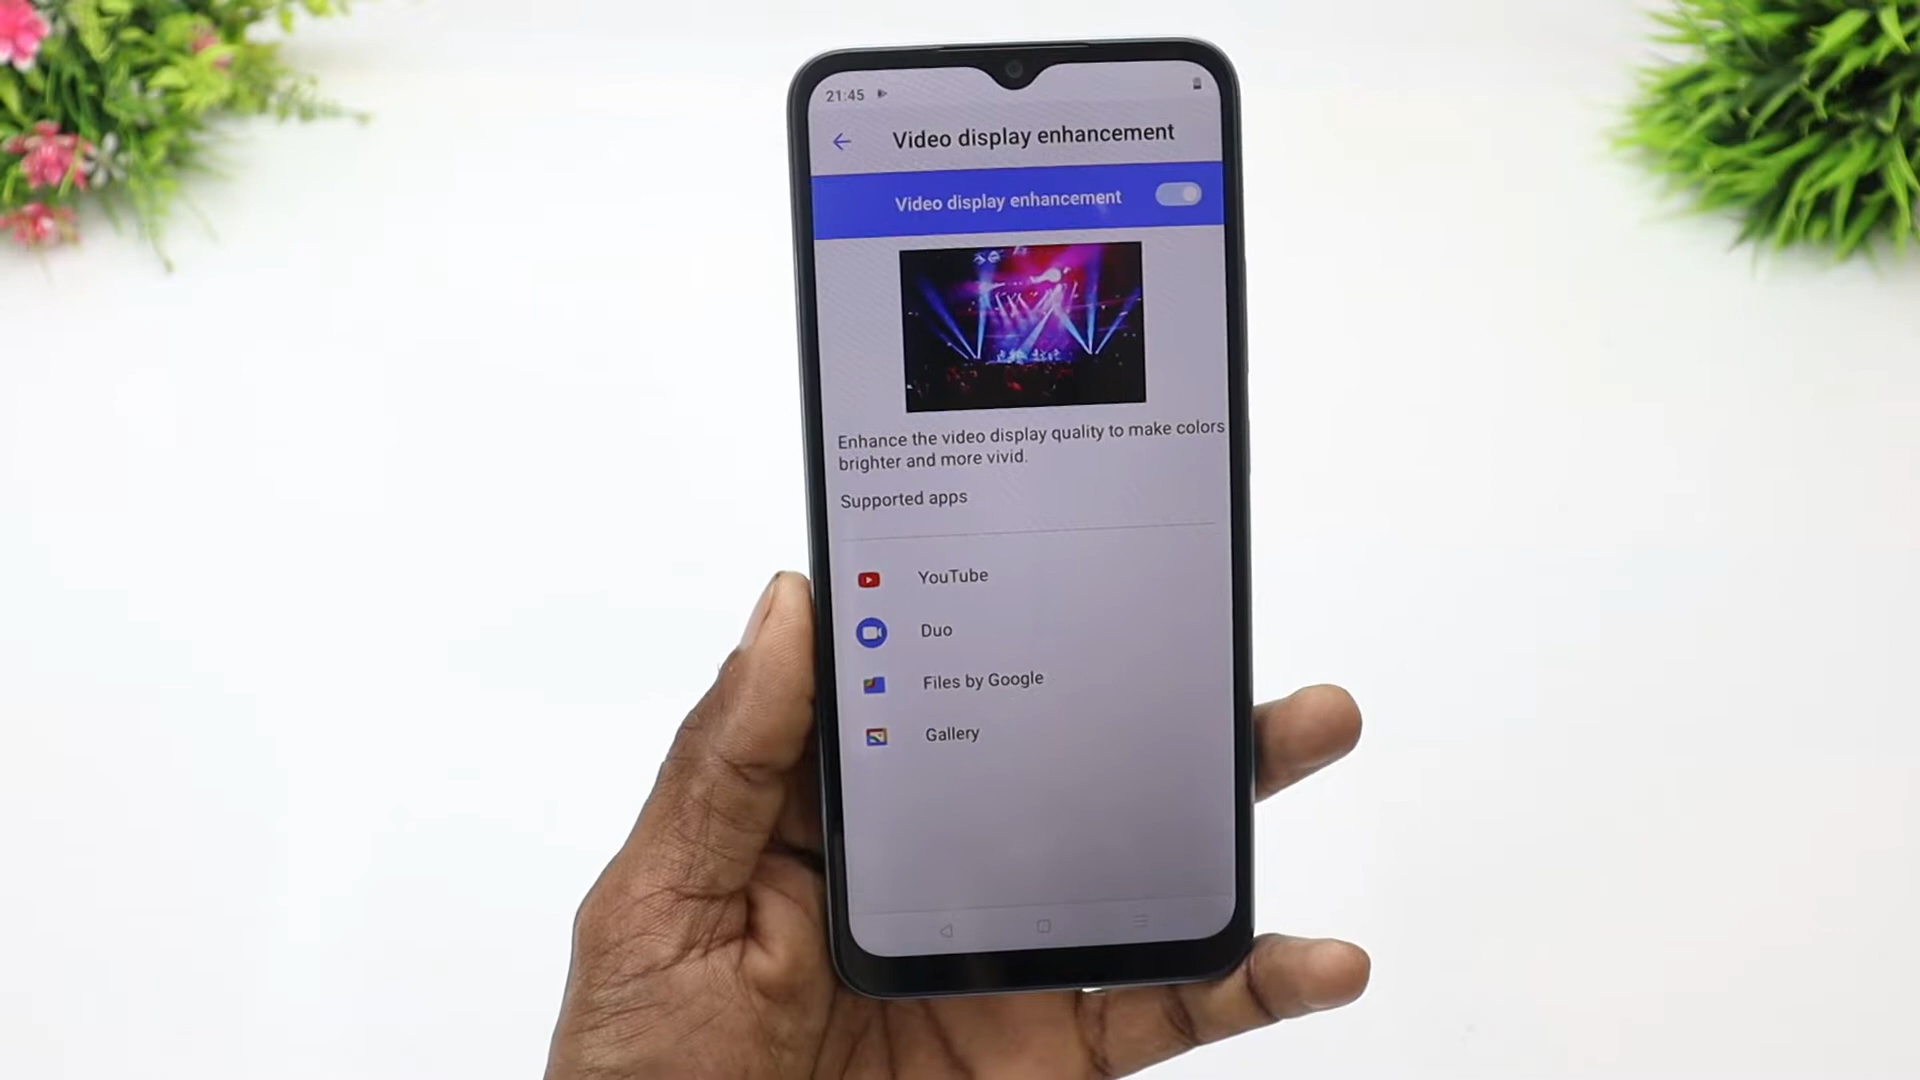 21:45
Video display enhancement
Video display enhancement
Enhance the video display quality to make colors
brighter and more vivid.
Supported apps
YouTube
Duo
Files by Google
Gallery